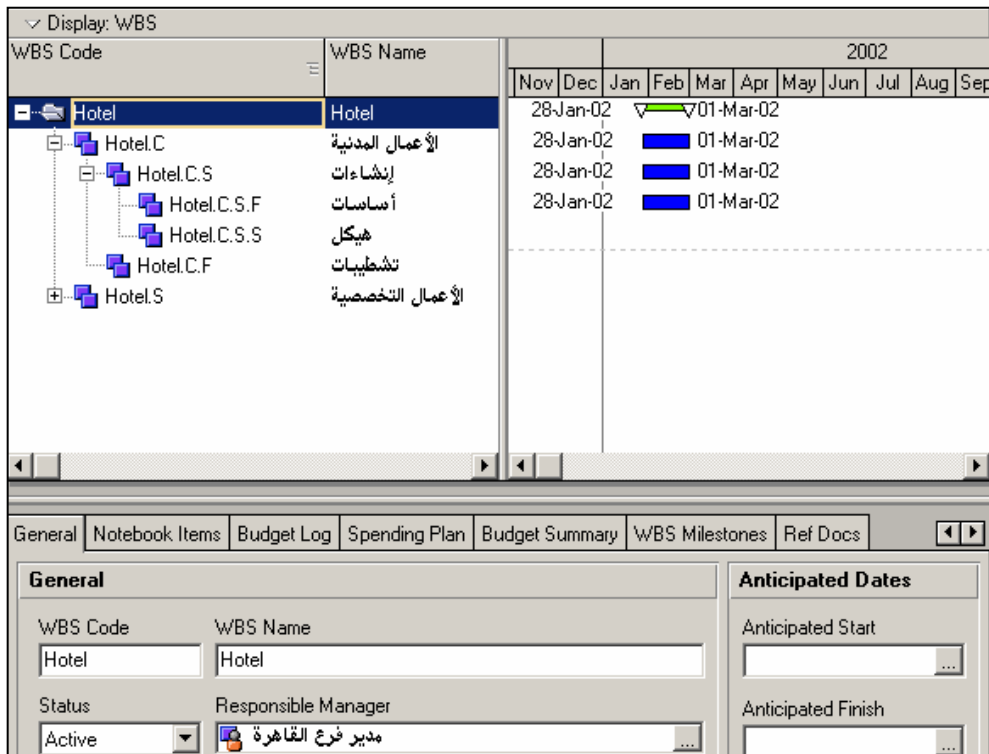 Display: WBS
WBS Code WBS Name 2002
Nov Dec Jan Feb Mar Apr May Jun Jul Aug Sep
Hotel Hotel 28-Jan-02 01-Mar-02
Hotel.C الأعمال المدنية 28-Jan-02 01-Mar-02
Hotel.C.S إنشاءات 28-Jan-02 01-Mar-02
Hotel.C.S.F أساسات 28-Jan-02 01-Mar-02
Hotel.C.S.S هيكل
Hotel.C.F تشطيبات
Hotel.S الأعمال التخصصية
General Notebook Items Budget Log Spending Plan Budget Summary WBS Milestones Ref Docs
General Anticipated Dates
WBS Code WBS Name Anticipated Start
Hotel Hotel ...
Status Responsible Manager Anticipated Finish
Active مدير فرع القاهرة ... ...